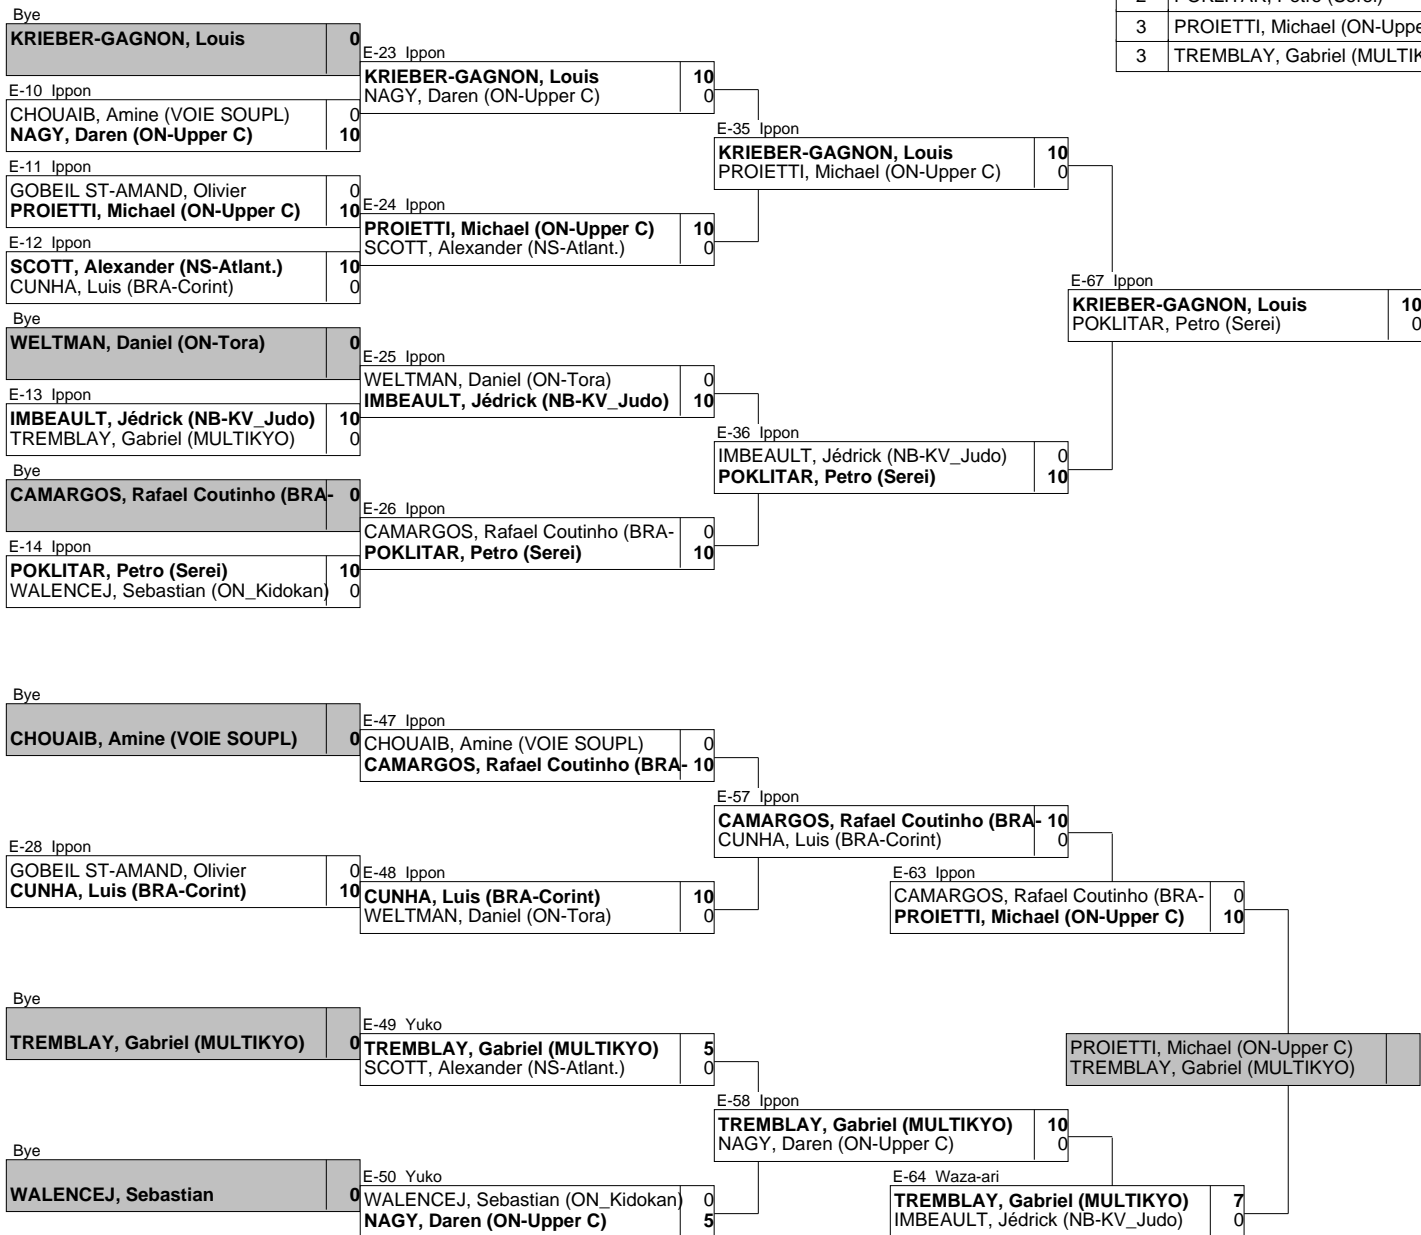 2 POKLITAR, Petro (Serei)
3 PROIETTI, Michael (ON-Uppe
3 TREMBLAY, Gabriel (MULTIK
Bye
KRIEBER-GAGNON, Louis 0
E-10 Ippon
CHOUAIB, Amine (VOIE SOUPL) 0
NAGY, Daren (ON-Upper C) 10
E-11 Ippon
GOBEIL ST-AMAND, Olivier 0
PROIETTI, Michael (ON-Upper C) 10
E-12 Ippon
SCOTT, Alexander (NS-Atlant.) 10
CUNHA, Luis (BRA-Corint) 0
Bye
WELTMAN, Daniel (ON-Tora) 0
E-13 Ippon
IMBEAULT, Jédrick (NB-KV_Judo) 10
TREMBLAY, Gabriel (MULTIKYO) 0
Bye
CAMARGOS, Rafael Coutinho (BRA- 0
E-14 Ippon
POKLITAR, Petro (Serei) 10
WALENCEJ, Sebastian (ON_Kidokan) 0
E-23 Ippon
KRIEBER-GAGNON, Louis 10
NAGY, Daren (ON-Upper C) 0
E-24 Ippon
PROIETTI, Michael (ON-Upper C) 10
SCOTT, Alexander (NS-Atlant.) 0
E-25 Ippon
WELTMAN, Daniel (ON-Tora) 0
IMBEAULT, Jédrick (NB-KV_Judo) 10
E-26 Ippon
CAMARGOS, Rafael Coutinho (BRA- 0
POKLITAR, Petro (Serei) 10
E-35 Ippon
KRIEBER-GAGNON, Louis 10
PROIETTI, Michael (ON-Upper C) 0
E-36 Ippon
IMBEAULT, Jédrick (NB-KV_Judo) 0
POKLITAR, Petro (Serei) 10
E-67 Ippon
KRIEBER-GAGNON, Louis 10
POKLITAR, Petro (Serei) 0
Bye
CHOUAIB, Amine (VOIE SOUPL) 0
E-28 Ippon
GOBEIL ST-AMAND, Olivier 0
CUNHA, Luis (BRA-Corint) 10
Bye
TREMBLAY, Gabriel (MULTIKYO) 0
Bye
WALENCEJ, Sebastian 0
E-47 Ippon
CHOUAIB, Amine (VOIE SOUPL) 0
CAMARGOS, Rafael Coutinho (BRA- 10
E-48 Ippon
CUNHA, Luis (BRA-Corint) 10
WELTMAN, Daniel (ON-Tora) 0
E-49 Yuko
TREMBLAY, Gabriel (MULTIKYO) 5
SCOTT, Alexander (NS-Atlant.) 0
E-50 Yuko
WALENCEJ, Sebastian (ON_Kidokan) 0
NAGY, Daren (ON-Upper C) 5
E-57 Ippon
CAMARGOS, Rafael Coutinho (BRA- 10
CUNHA, Luis (BRA-Corint) 0
E-58 Ippon
TREMBLAY, Gabriel (MULTIKYO) 10
NAGY, Daren (ON-Upper C) 0
E-63 Ippon
CAMARGOS, Rafael Coutinho (BRA- 0
PROIETTI, Michael (ON-Upper C) 10
E-64 Waza-ari
TREMBLAY, Gabriel (MULTIKYO) 7
IMBEAULT, Jédrick (NB-KV_Judo) 0
PROIETTI, Michael (ON-Upper C)
TREMBLAY, Gabriel (MULTIKYO)